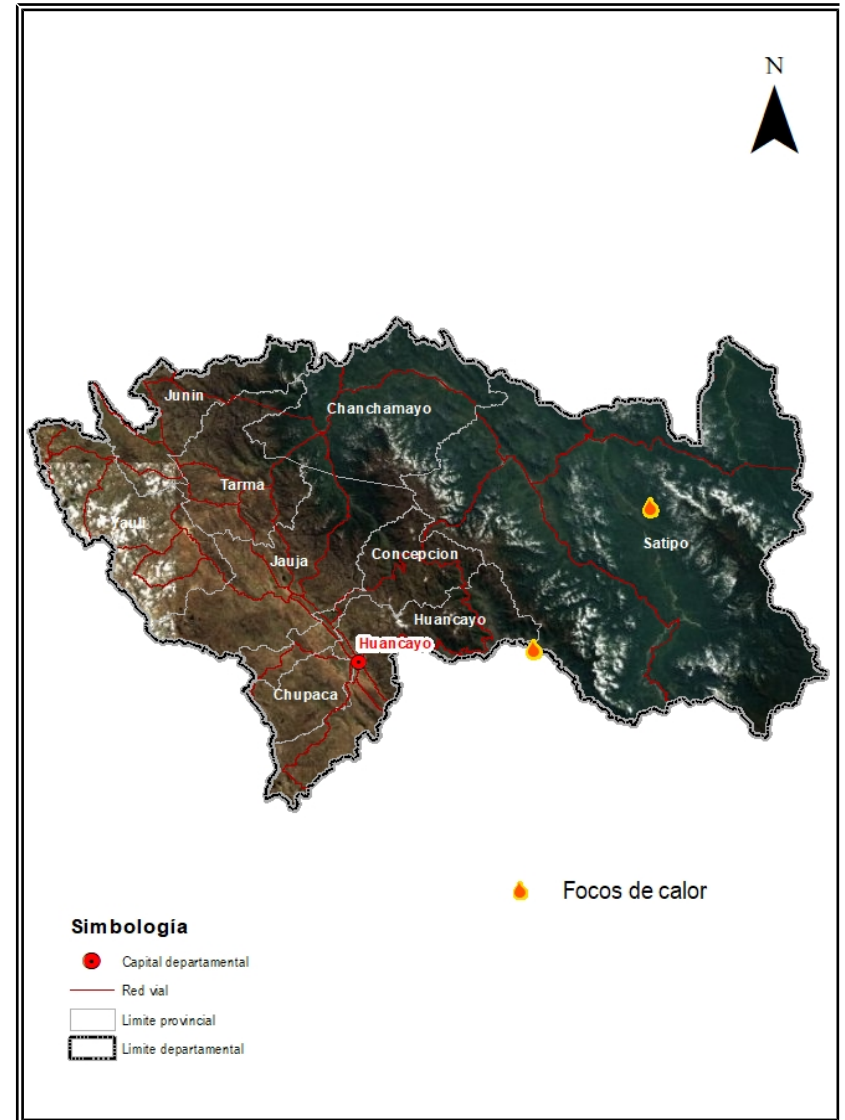 N
Junin
Chanchamayo
Tarma
Yauli
Satipo
Concepcion
Jauja
Huancayo
Huancayo
Chupaca
Focos de calor
Simbología
Capital departamental
Red vial
Limite provincial
Limite departamental